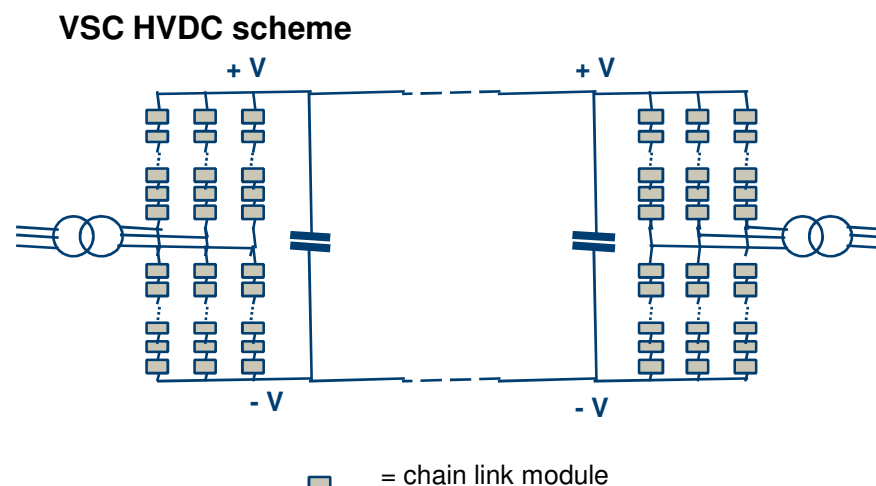 VSC HVDC scheme
+ V
+ V
- V
- V
= chain link module